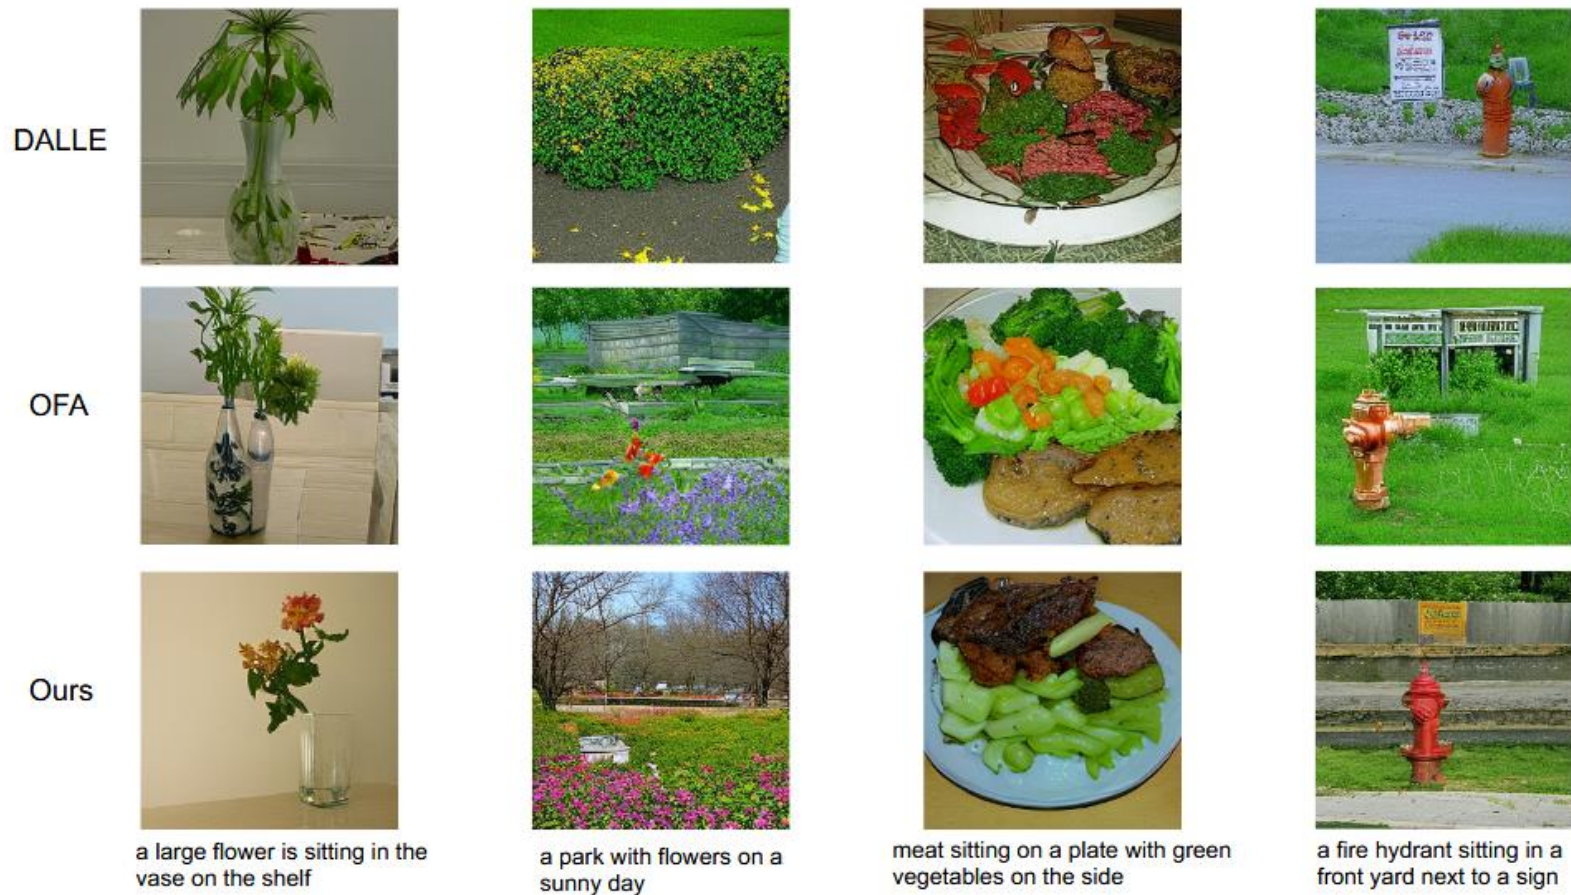 DALLE
OFA
Ours
a large flower is sitting in the
vase on the shelf
a park with flowers on a
sunny day
meat sitting on a plate with green
vegetables on the side
a fire hydrant sitting in a
front yard next to a sign